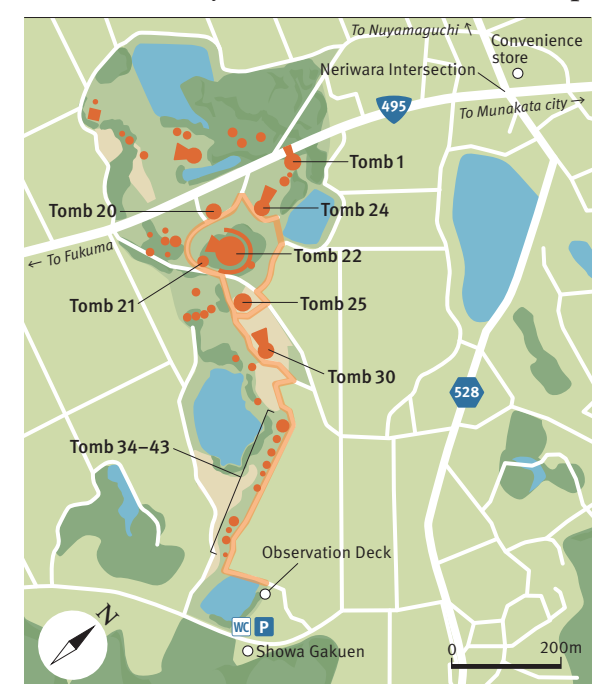 To Nuyamaguchi ↖
Convenience
store
Neriwara Intersection
495
To Munakata city →
Tomb 1
Tomb 20
Tomb 24
← To Fukuma
Tomb 22
Tomb 21
Tomb 25
Tomb 30
528
Tomb 34–43
Observation Deck
N
WC P
Showa Gakuen
0 200m